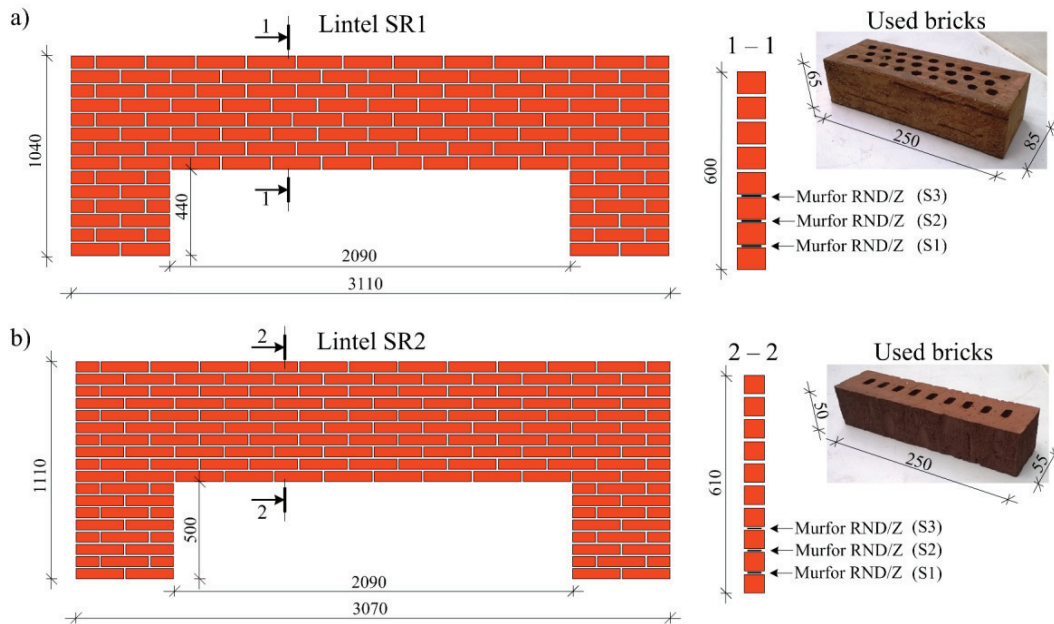 a)
Lintel SR1
1
1
1040
440
2090
3110
1 – 1
600
Murfor RND/Z (S3)
Murfor RND/Z (S2)
Murfor RND/Z (S1)
Used bricks
65
250
85
b)
Lintel SR2
2
2
1110
500
2090
3070
2 – 2
610
Murfor RND/Z (S3)
Murfor RND/Z (S2)
Murfor RND/Z (S1)
Used bricks
50
250
55